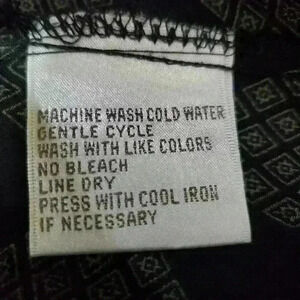 MACHINE WASH COLD WATER
GENTLE CYCLE
WASH WITH LIKE COLORS
NO BLEACH
LINE DRY
PRESS WITH COOL IRON
IF NECESSARY